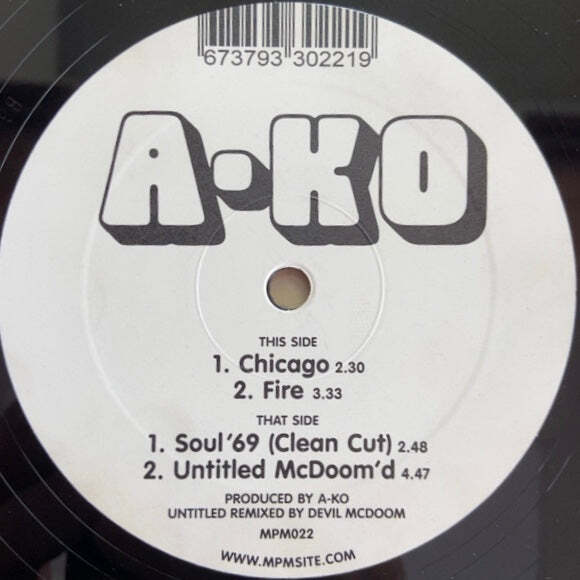 673793 302219
A·KO
THIS SIDE
1. Chicago 2.30
2. Fire 3.33
THAT SIDE
1. Soul '69 (Clean Cut) 2.48
2. Untitled McDoom'd 4.47
PRODUCED BY A-KO
UNTITLED REMIXED BY DEVIL MCDOOM
MPM022
WWW.MPMSITE.COM